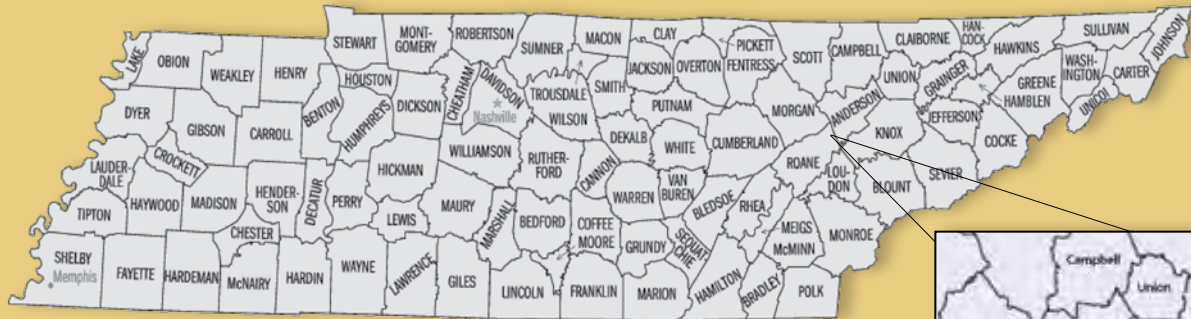 LAKE
OBION
WEAKLEY
HENRY
STEWART
MONT-
GOMERY
ROBERTSON
SUMNER
MACON
CLAY
PICKETT
SCOTT
CAMPBELL
CLAIBORNE
HAN-
COCK
HAWKINS
SULLIVAN
JOHNSON
HOUSTON
CHEATHAM
DAVIDSON
Nashville
TROUSDALE
SMITH
JACKSON
OVERTON
FENTRESS
UNION
GRAINGER
GREENE
HAMBLEN
WASH-
INGTON
CARTER
UNICOI
DYER
GIBSON
CARROLL
BENTON
HUMPHREYS
DICKSON
WILSON
PUTNAM
MORGAN
ANDERSON
KNOX
JEFFERSON
COCKE
LAUDER-
DALE
CROCKETT
HICKMAN
WILLIAMSON
RUTHER-
FORD
CANNON
DEKALB
WHITE
CUMBERLAND
ROANE
LOU-
DON
BLOUNT
SEVIER
TIPTON
HAYWOOD
MADISON
HENDER-
SON
DECATUR
PERRY
LEWIS
MAURY
MARSHALL
BEDFORD
COFFEE
MOORE
WARREN
VAN
BUREN
BLEDSOE
RHEA
MEIGS
McMINN
MONROE
SHELBY
Memphis
FAYETTE
HARDEMAN
CHESTER
McNAIRY
HARDIN
WAYNE
LAWRENCE
GILES
LINCOLN
FRANKLIN
GRUNDY
SEQUAT-
CHIE
MARION
HAMILTON
BRADLEY
POLK
Campbell
Union